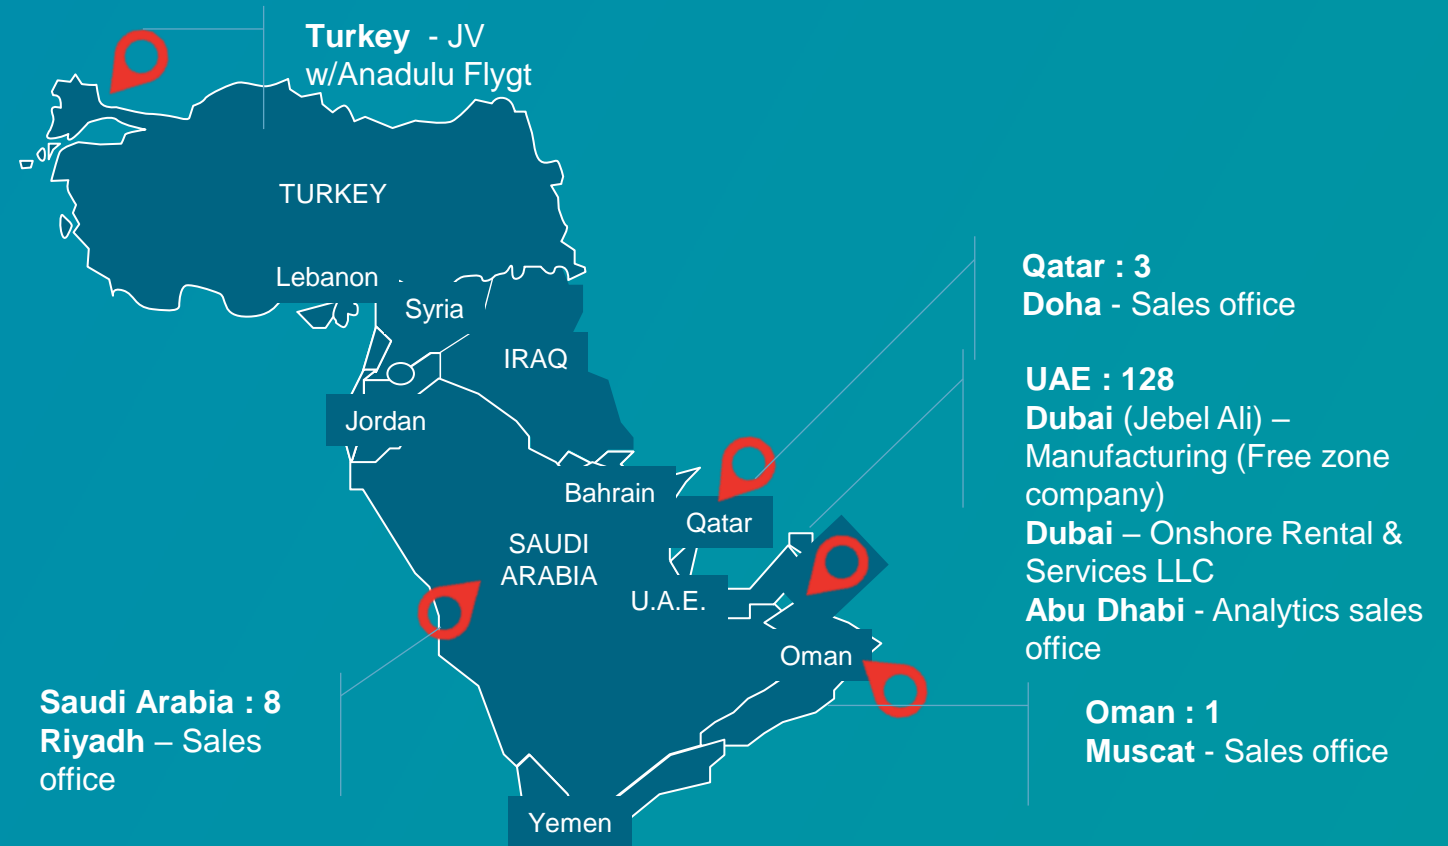 Turkey - JV
w/Anadulu Flygt
TURKEY
Lebanon
Syria
IRAQ
Jordan
Bahrain
Qatar
SAUDI
ARABIA
U.A.E.
Oman
Yemen
Qatar : 3
Doha - Sales office
UAE : 128
Dubai (Jebel Ali) –
Manufacturing (Free zone
company)
Dubai – Onshore Rental &
Services LLC
Abu Dhabi - Analytics sales
office
Saudi Arabia : 8
Riyadh – Sales
office
Oman : 1
Muscat - Sales office